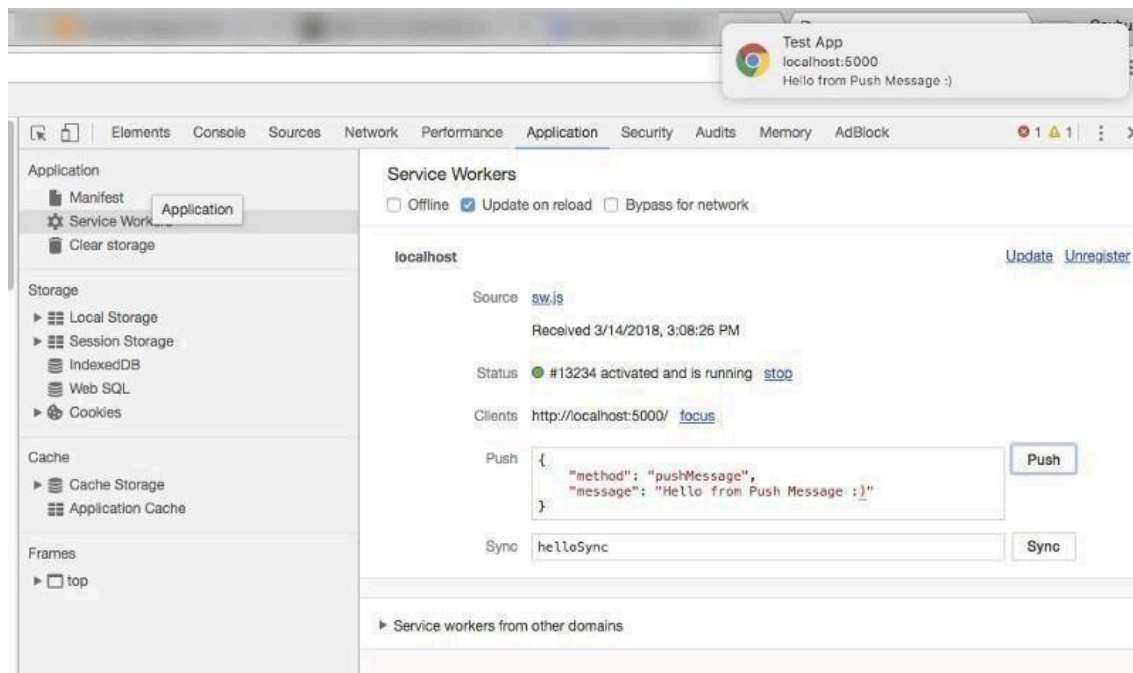 Test App
localhost:5000
Hello from Push Message :)
Elements Console Sources Network Performance Application Security Audits Memory AdBlock 1 1
Application
Manifest
Application
Service Workers
Clear storage
Storage
Local Storage
Session Storage
IndexedDB
Web SQL
Cookies
Cache
Cache Storage
Application Cache
Frames
top
Service Workers
Offline Update on reload Bypass for network
localhost Update Unregister
Source sw.js
Received 3/14/2018, 3:08:26 PM
Status #13234 activated and is running stop
Clients http://localhost:5000/ focus
Push { Push
"method": "pushMessage",
"message": "Hello from Push Message :)"
}
Sync helloSync Sync
Service workers from other domains